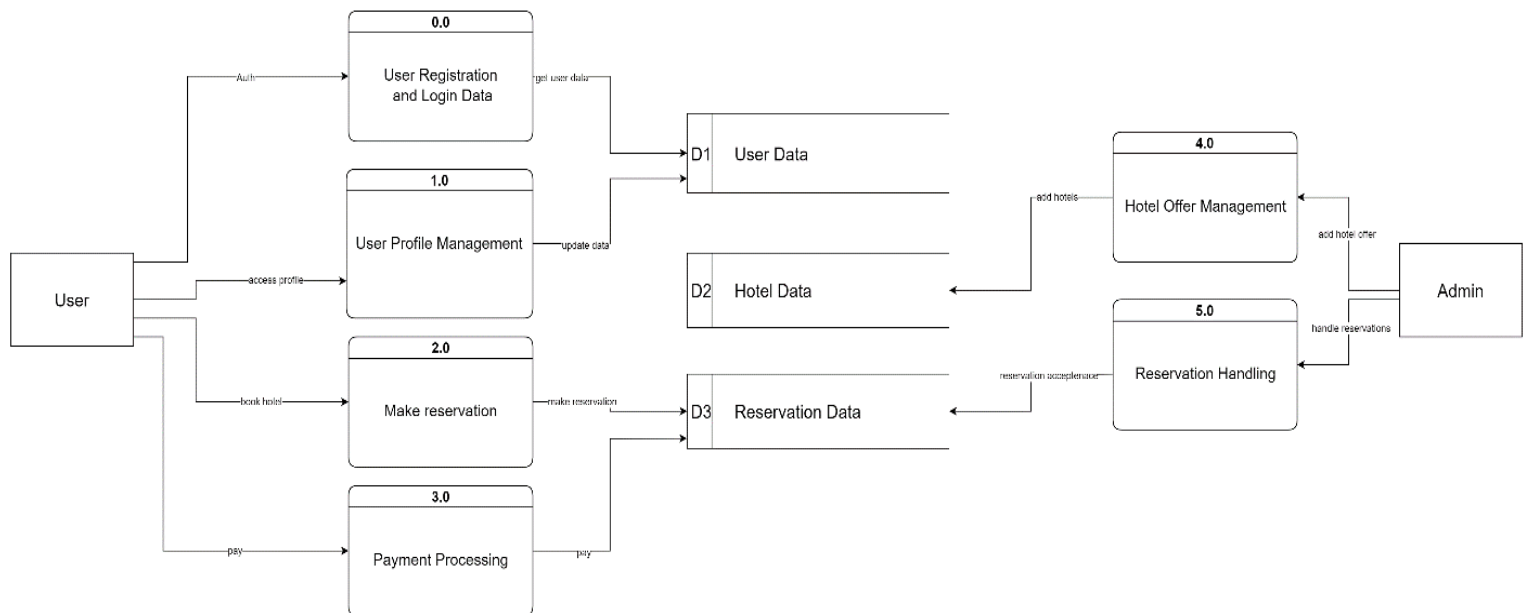 0.0
User Registration
and Login Data
Auth
rget user data
1.0
User Profile Management
access profile
update data
User
2.0
Make reservation
book hotel
make reservation
3.0
Payment Processing
pay
pay
D1 User Data
D2 Hotel Data
D3 Reservation Data
4.0
Hotel Offer Management
add hotels
add hotel offer
Admin
5.0
Reservation Handling
handle reservations
reservation acceptenace